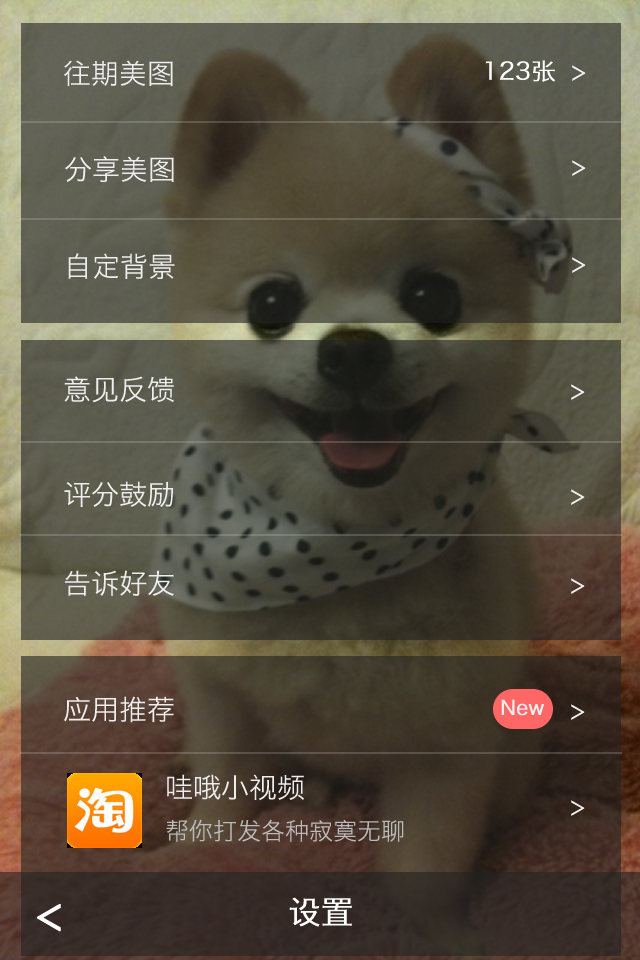 往期美图 123张 >
分享美图 >
自定背景 >
意见反馈 >
评分鼓励 >
告诉好友 >
应用推荐 New >
淘 哇哦小视频 >
帮你打发各种寂寞无聊
< 设置